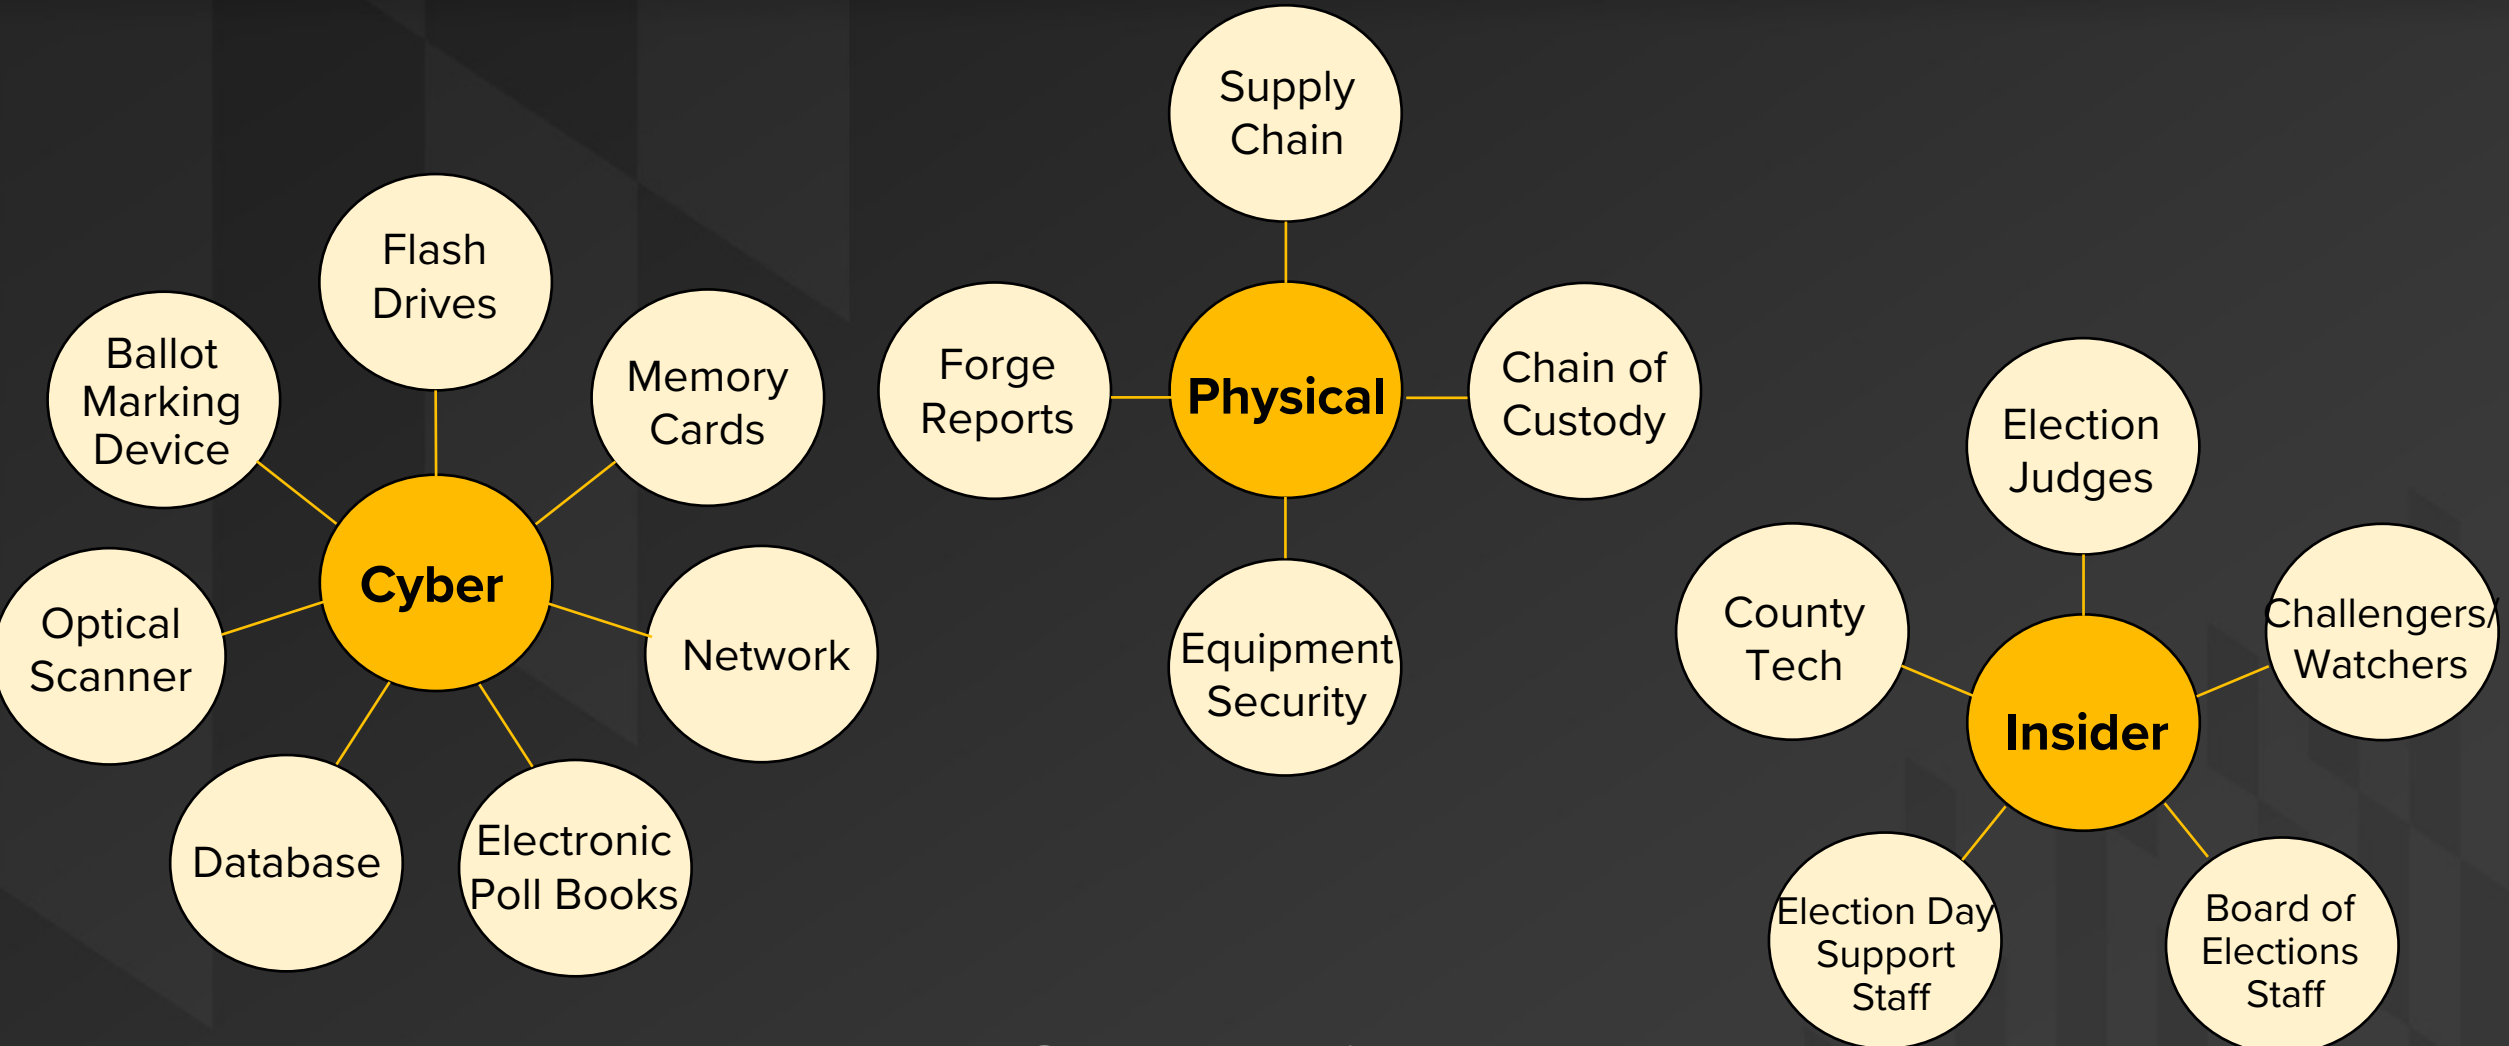 Flash
Drives
Ballot
Marking
Device
Memory
Cards
Cyber
Optical
Scanner
Network
Database
Electronic
Poll Books
Supply
Chain
Forge
Reports
Physical
Chain of
Custody
Equipment
Security
Election
Judges
County
Tech
Challengers/
Watchers
Insider
Election Day
Support
Staff
Board of
Elections
Staff